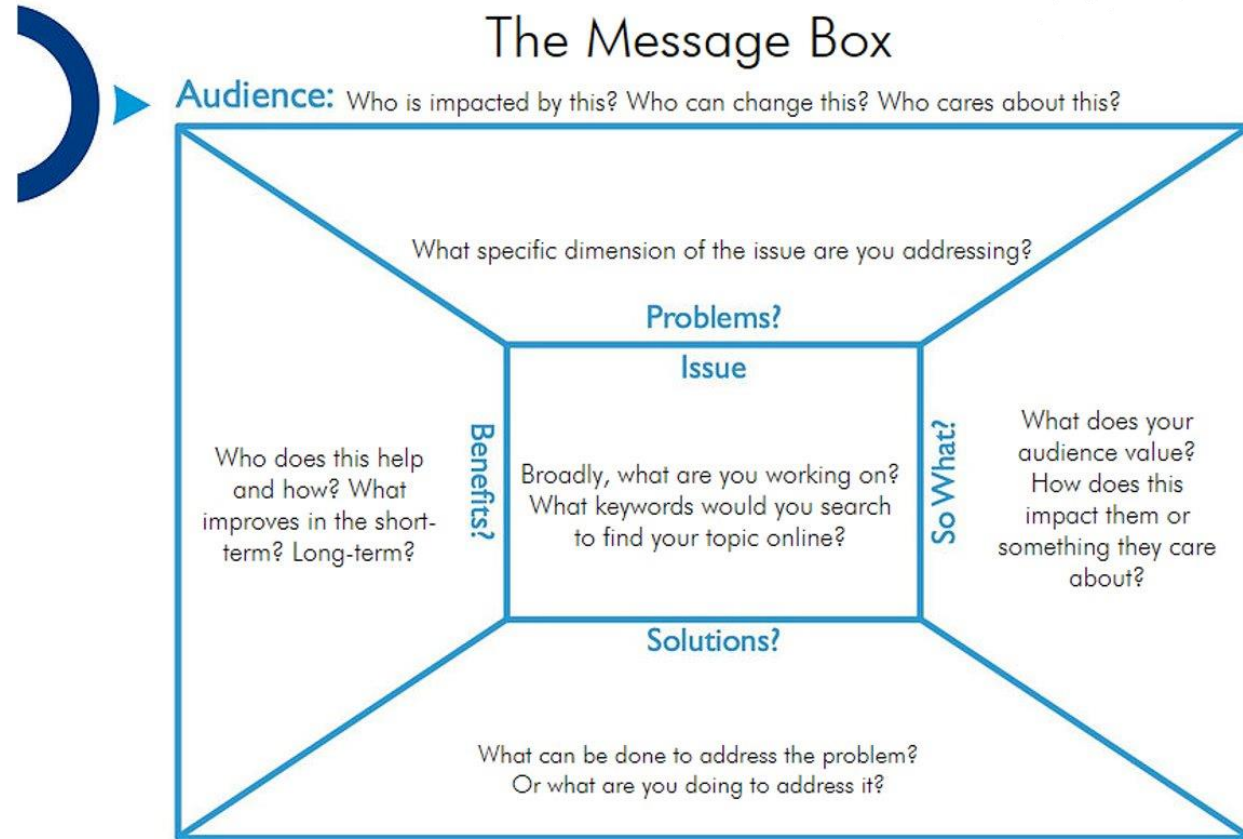 The Message Box
Audience: Who is impacted by this? Who can change this? Who cares about this?
What specific dimension of the issue are you addressing?
Problems?
Issue
Broadly, what are you working on?
What keywords would you search
to find your topic online?
Benefits?
Who does this help
and how? What
improves in the short-
term? Long-term?
So What?
What does your
audience value?
How does this
impact them or
something they care
about?
Solutions?
What can be done to address the problem?
Or what are you doing to address it?